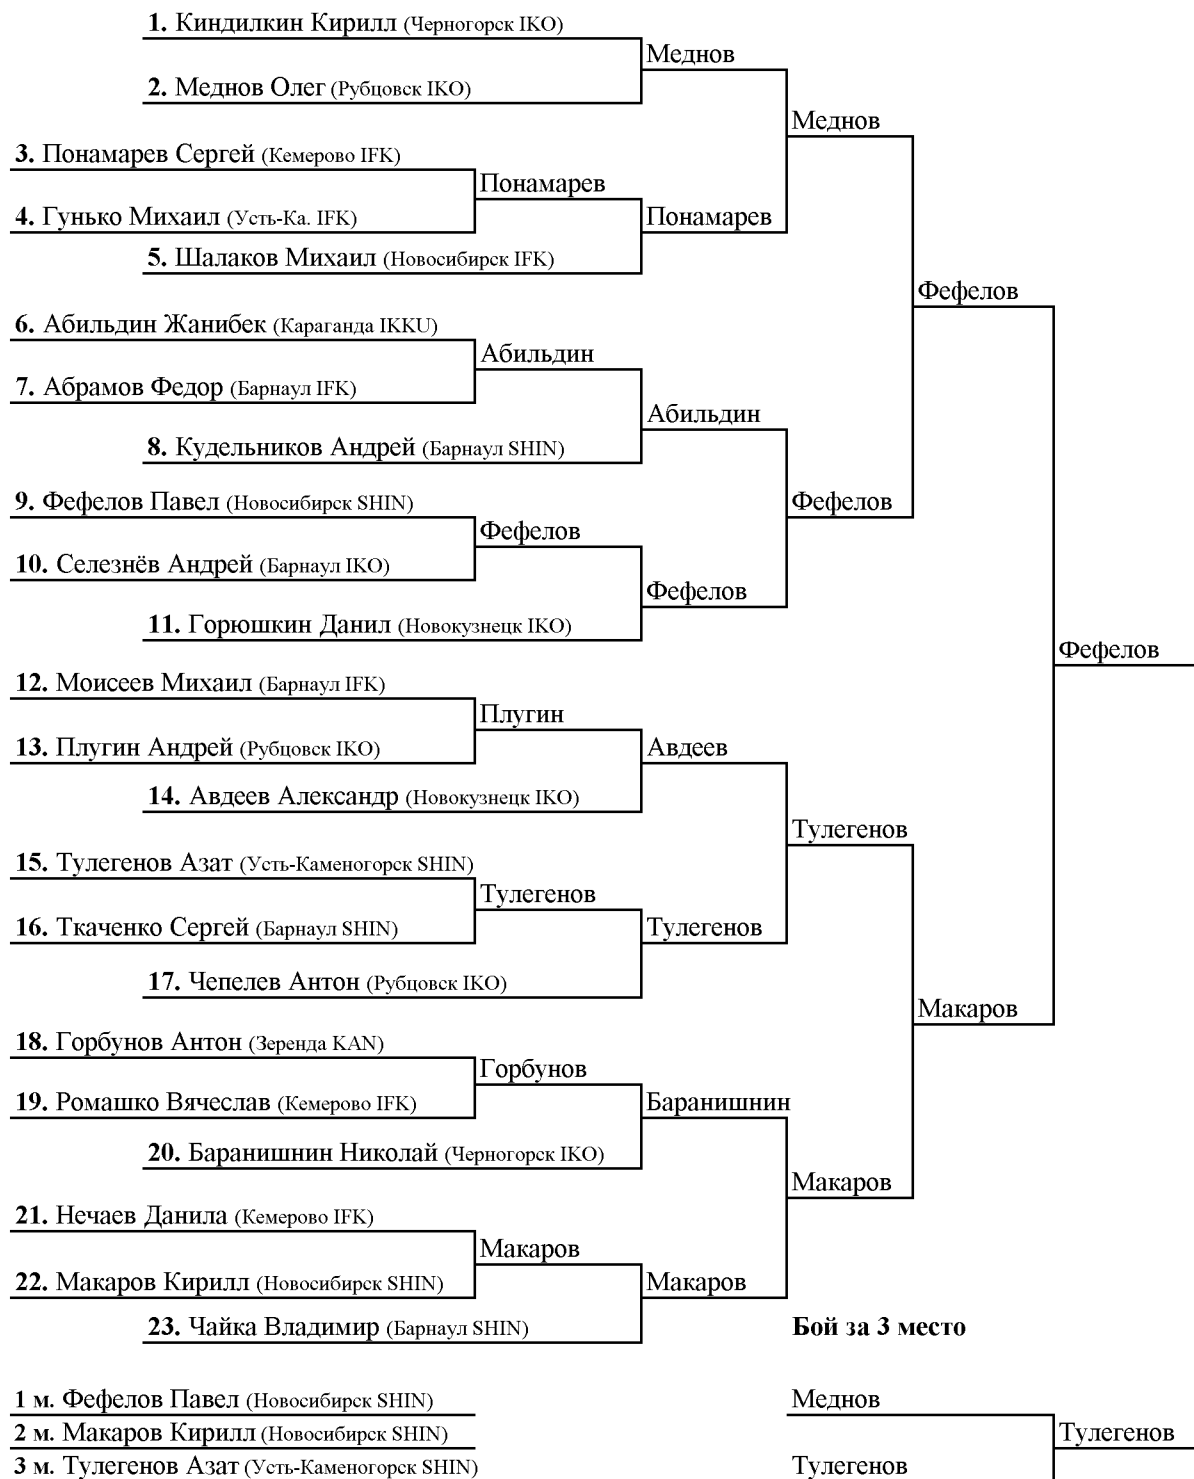 1. Киндилкин Кирилл (Черногорск IKO)
Меднов
2. Меднов Олег (Рубцовск IKO)
Меднов
3. Понамарев Сергей (Кемерово IFK)
Понамарев
4. Гунько Михаил (Усть-Ка. IFK)
Понамарев
5. Шалаков Михаил (Новосибирск IFK)
Фефелов
6. Абильдин Жанибек (Караганда IKKU)
Абильдин
7. Абрамов Федор (Барнаул IFK)
Абильдин
8. Кудельников Андрей (Барнаул SHIN)
9. Фефелов Павел (Новосибирск SHIN)
Фефелов
Фефелов
10. Селезнёв Андрей (Барнаул IKO)
Фефелов
11. Горюшкин Данил (Новокузнецк IKO)
Фефелов
12. Моисеев Михаил (Барнаул IFK)
Плугин
13. Плугин Андрей (Рубцовск IKO)
Авдеев
14. Авдеев Александр (Новокузнецк IKO)
Тулегенов
15. Тулегенов Азат (Усть-Каменогорск SHIN)
Тулегенов
16. Ткаченко Сергей (Барнаул SHIN)
Тулегенов
17. Чепелев Антон (Рубцовск IKO)
Макаров
18. Горбунов Антон (Зеренда KAN)
Горбунов
19. Ромашко Вячеслав (Кемерово IFK)
Баранишнин
20. Баранишнин Николай (Черногорск IKO)
Макаров
21. Нечаев Данила (Кемерово IFK)
Макаров
22. Макаров Кирилл (Новосибирск SHIN)
Макаров
23. Чайка Владимир (Барнаул SHIN)
Бой за 3 место
1 м. Фефелов Павел (Новосибирск SHIN)
Меднов
2 м. Макаров Кирилл (Новосибирск SHIN)
Тулегенов
3 м. Тулегенов Азат (Усть-Каменогорск SHIN)
Тулегенов